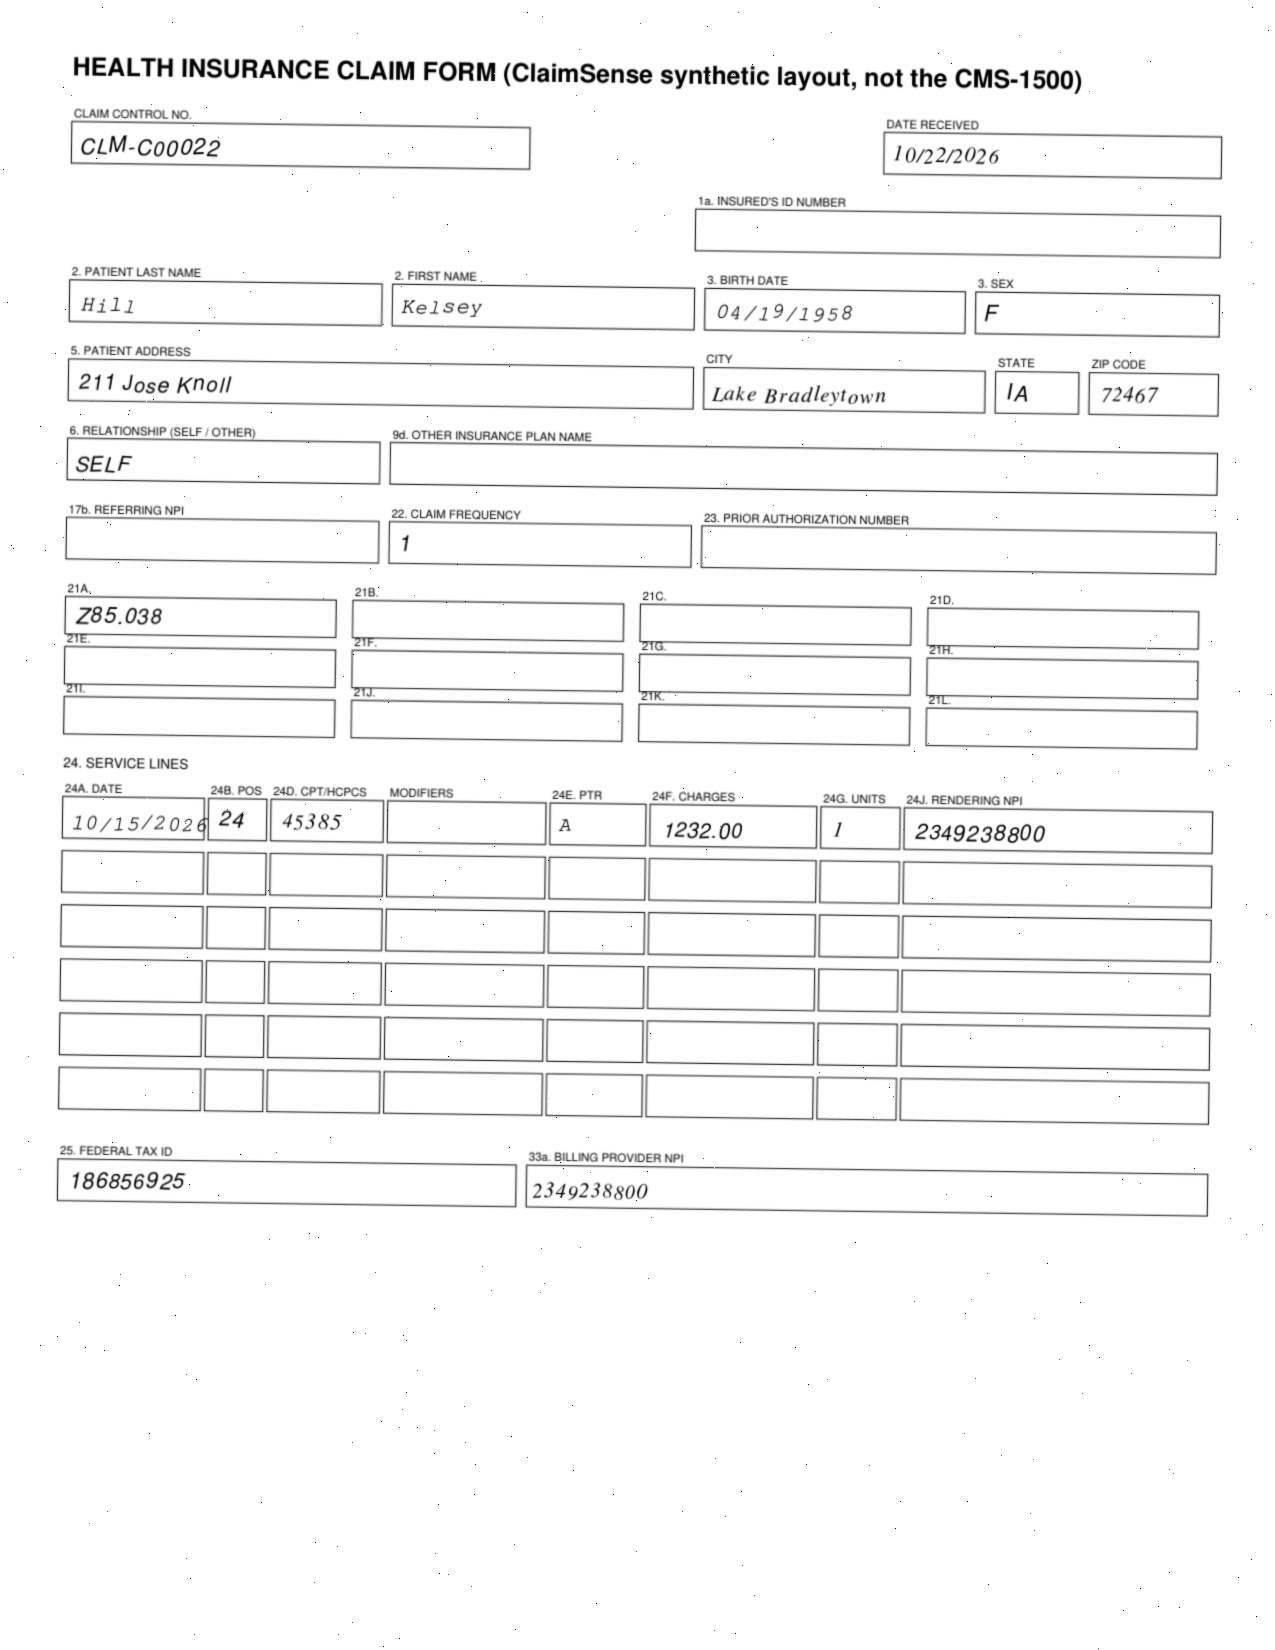 HEALTH INSURANCE CLAIM FORM (ClaimSense synthetic layout, not the CMS-1500)
CLAIM CONTROL NO. DATE RECEIVED
CLM-C00022 10/22/2026
1a. INSURED'S ID NUMBER
2. PATIENT LAST NAME 2. FIRST NAME 3. BIRTH DATE 3. SEX
Hill Kelsey 04/19/1958 F
5. PATIENT ADDRESS CITY STATE ZIP CODE
211 Jose Knoll Lake Bradleytown IA 72467
6. RELATIONSHIP (SELF / OTHER) 9d. OTHER INSURANCE PLAN NAME
SELF
17b. REFERRING NPI 22. CLAIM FREQUENCY 23. PRIOR AUTHORIZATION NUMBER
1
21A. 21B. 21C. 21D.
Z85.038
21E. 21F. 21G. 21H.
21I. 21J. 21K. 21L.
24. SERVICE LINES
24A. DATE 24B. POS 24D. CPT/HCPCS MODIFIERS 24E. PTR 24F. CHARGES 24G. UNITS 24J. RENDERING NPI
10/15/2026 24 45385 A 1232.00 1 2349238800
25. FEDERAL TAX ID 33a. BILLING PROVIDER NPI
186856925 2349238800